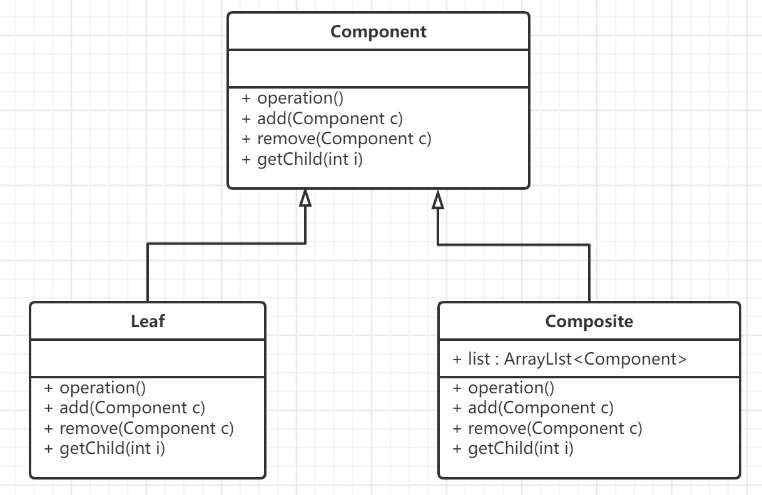 Component
+ operation()
+ add(Component c)
+ remove(Component c)
+ getChild(int i)
Leaf
+ operation()
+ add(Component c)
+ remove(Component c)
+ getChild(int i)
Composite
+ list : ArrayLIst<Component>
+ operation()
+ add(Component c)
+ remove(Component c)
+ getChild(int i)